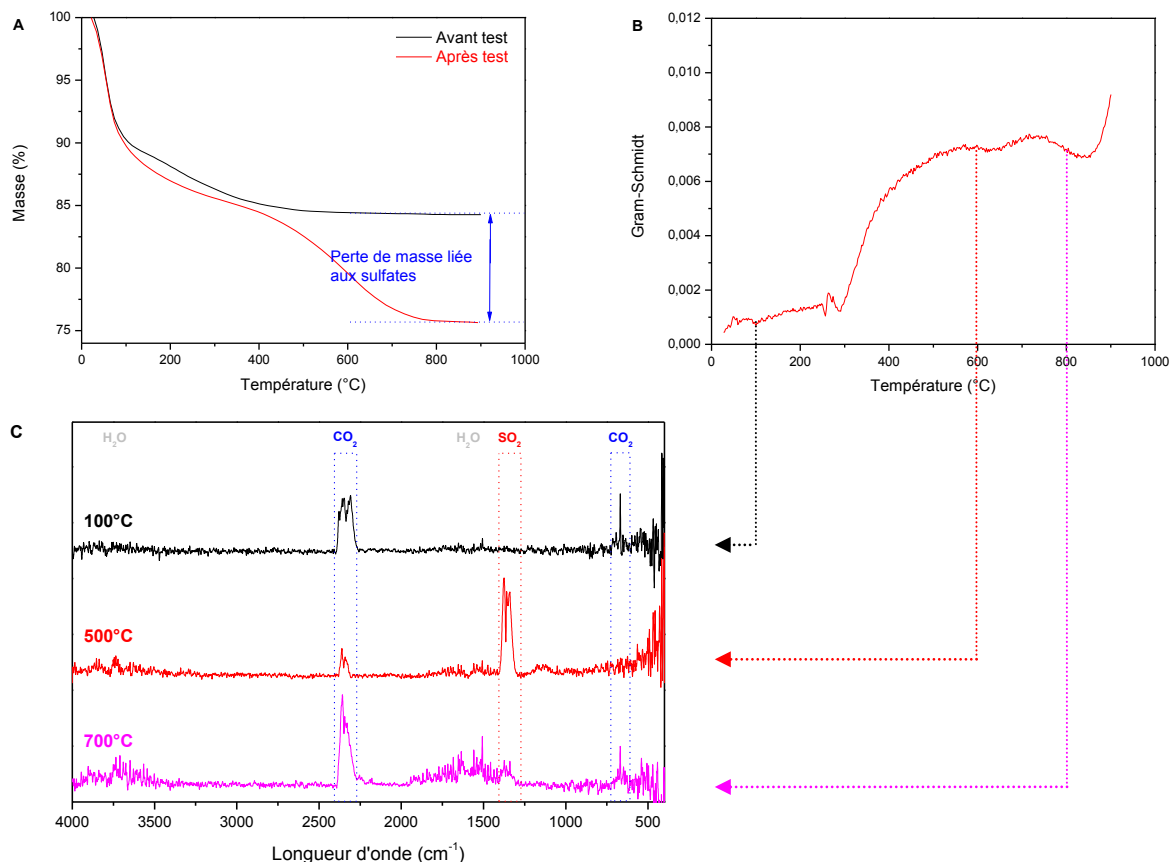 A
100
95
90
85
80
75
Masse (%)
Avant test
Après test
Perte de masse liée
aux sulfates
0 200 400 600 800 1000
Température (°C)
B
0,012
0,010
0,008
0,006
0,004
0,002
0,000
Gram-Schmidt
0 200 400 600 800 1000
Température (°C)
C
H₂O CO₂ H₂O SO₂ CO₂
100°C
500°C
700°C
4000 3500 3000 2500 2000 1500 1000 500
Longueur d'onde (cm⁻¹)